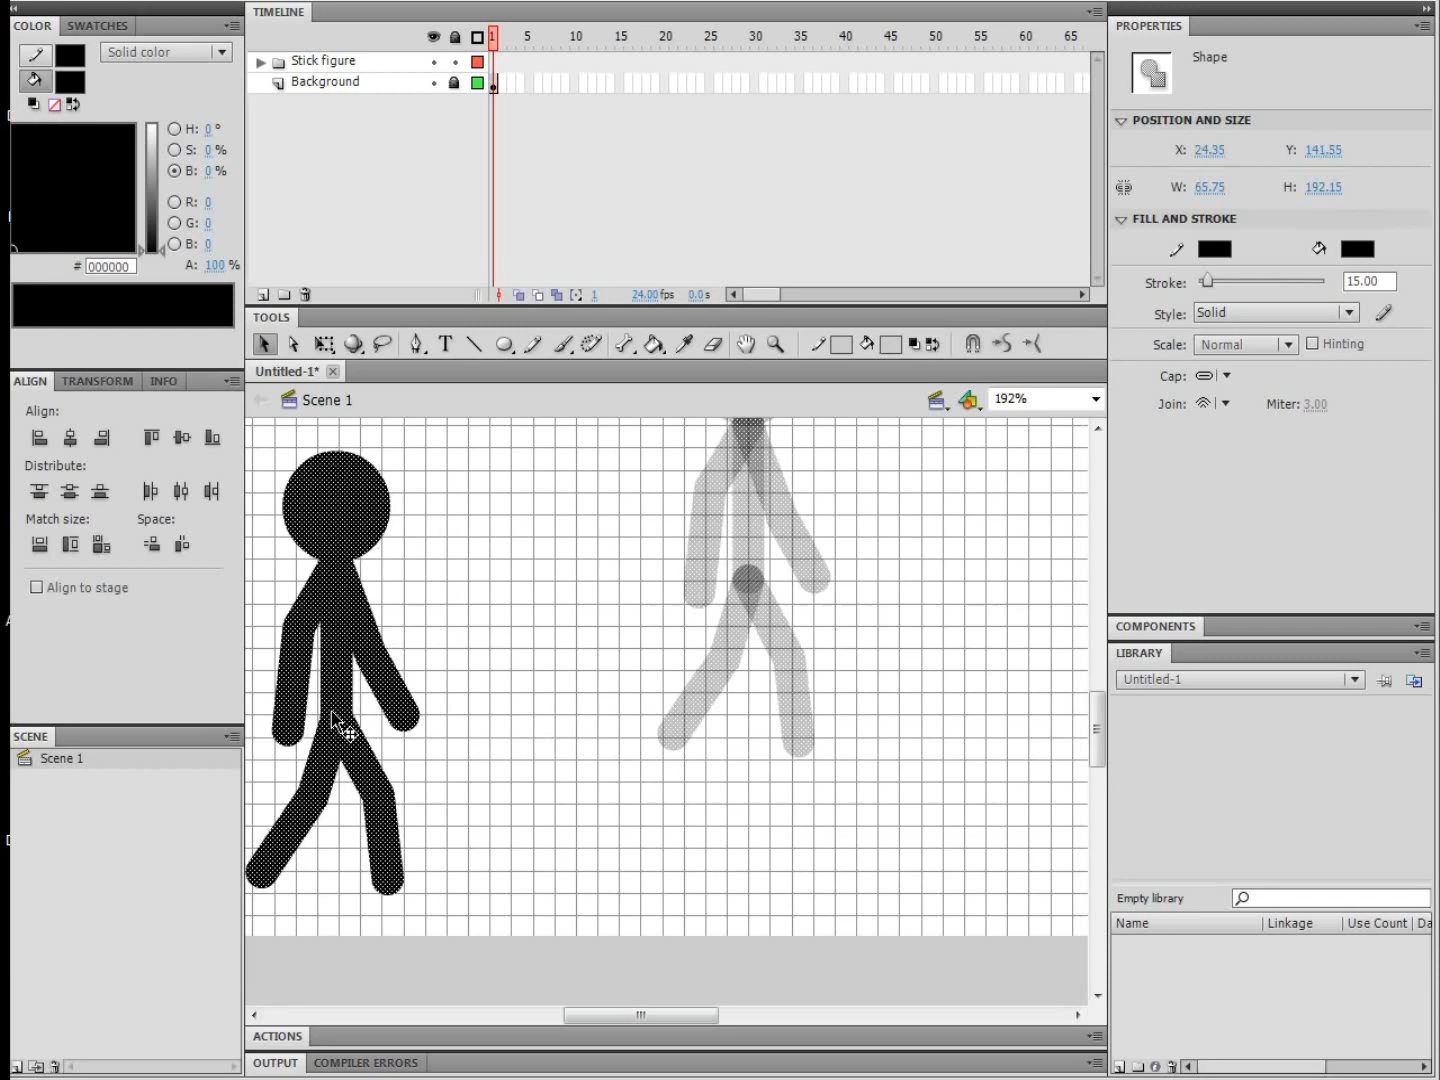 COLOR SWATCHES
Solid color
H: 0 °
S: 0 %
B: 0 %
R: 0
G: 0
B: 0
# 000000
A: 100 %
ALIGN TRANSFORM INFO
Align:
Distribute:
Match size:
Space:
Align to stage
SCENE
Scene 1
TIMELINE
1 5 10 15 20 25 30 35 40 45 50 55 60 65
Stick figure
Background
1 24.00 fps 0.0 s
TOOLS
T
Untitled-1*
Scene 1
192%
ACTIONS
OUTPUT COMPILER ERRORS
PROPERTIES
Shape
POSITION AND SIZE
X: 24.35 Y: 141.55
W: 65.75 H: 192.15
FILL AND STROKE
Stroke: 15.00
Style: Solid
Scale: Normal Hinting
Cap:
Join: Miter: 3.00
COMPONENTS
LIBRARY
Untitled-1
Empty library
Name Linkage Use Count Da